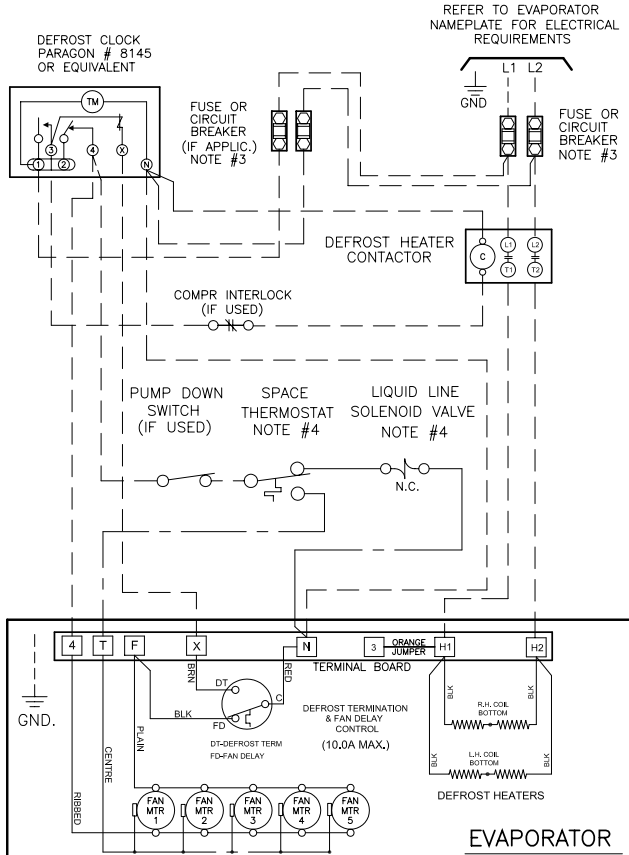 REFER TO EVAPORATOR
NAMEPLATE FOR ELECTRICAL
REQUIREMENTS
DEFROST CLOCK
PARAGON # 8145
OR EQUIVALENT
L1 L2
GND
TM
FUSE OR
CIRCUIT
BREAKER
(IF APPLIC.)
NOTE #3
FUSE OR
CIRCUIT
BREAKER
NOTE #3
1 3 2 4 X N
DEFROST HEATER
CONTACTOR
C L1 L2
T1 T2
COMPR INTERLOCK
(IF USED)
PUMP DOWN
SWITCH
(IF USED)
SPACE
THERMOSTAT
NOTE #4
LIQUID LINE
SOLENOID VALVE
NOTE #4
N.C.
4 T F X N 3 ORANGE JUMPER H1 H2
TERMINAL BOARD
GND.
BRN
RED
DT
C
BLK
FD
DT-DEFROST TERM
FD-FAN DELAY
DEFROST TERMINATION
& FAN DELAY
CONTROL
(10.0A MAX.)
BLK
BLK
R.H. COIL
BOTTOM
BLK
BLK
L.H. COIL
BOTTOM
DEFROST HEATERS
RIBBED
CENTRE
PLAIN
FAN
MTR
1
FAN
MTR
2
FAN
MTR
3
FAN
MTR
4
FAN
MTR
5
EVAPORATOR